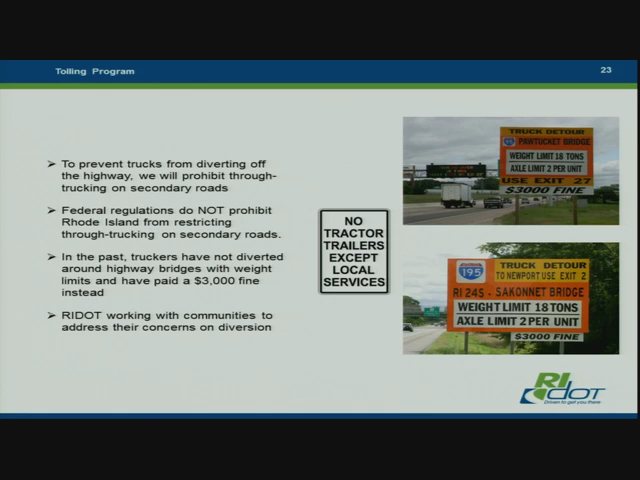 Tolling Program
23
➢ To prevent trucks from diverting off
the highway, we will prohibit through-
trucking on secondary roads
➢ Federal regulations do NOT prohibit
Rhode Island from restricting
through-trucking on secondary roads.
➢ In the past, truckers have not diverted
around highway bridges with weight
limits and have paid a $3,000 fine
instead
➢ RIDOT working with communities to
address their concerns on diversion
NO
TRACTOR
TRAILERS
EXCEPT
LOCAL
SERVICES
TRUCK DETOUR
95 PAWTUCKET BRIDGE
WEIGHT LIMIT 18 TONS
AXLE LIMIT 2 PER UNIT
USE EXIT 27
$3000 FINE
195
TRUCK DETOUR
TO NEWPORT USE EXIT 2
RI 24S - SAKONNET BRIDGE
WEIGHT LIMIT 18 TONS
AXLE LIMIT 2 PER UNIT
$3000 FINE
RI
DOT
Driven to get you there